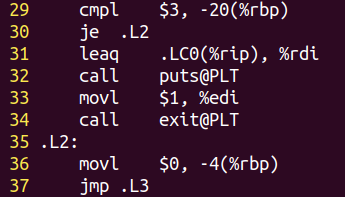 29 cmpl $3, -20(%rbp)
30 je .L2
31 leaq .LC0(%rip), %rdi
32 call puts@PLT
33 movl $1, %edi
34 call exit@PLT
35 .L2:
36 movl $0, -4(%rbp)
37 jmp .L3